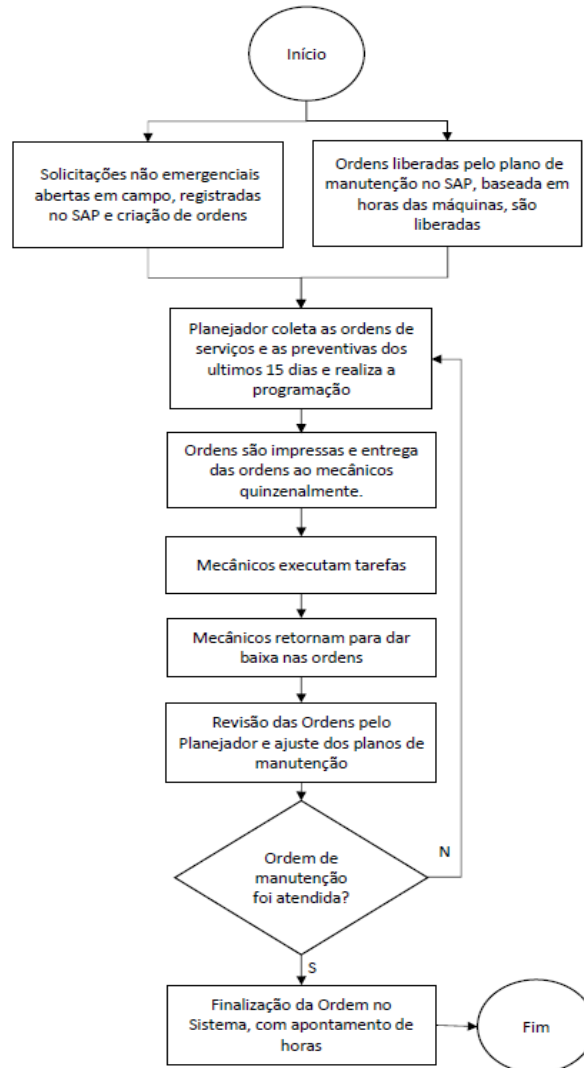 Início
Solicitações não emergenciais
abertas em campo, registradas
no SAP e criação de ordens
Ordens liberadas pelo plano de
manutenção no SAP, baseada em
horas das máquinas, são
liberadas
Planejador coleta as ordens de
serviços e as preventivas dos
ultimos 15 dias e realiza a
programação
Ordens são impressas e entrega
das ordens ao mecânicos
quinzenalmente.
Mecânicos executam tarefas
Mecânicos retornam para dar
baixa nas ordens
Revisão das Ordens pelo
Planejador e ajuste dos planos de
manutenção
Ordem de
manutenção
foi atendida?
N
S
Finalização da Ordem no
Sistema, com apontamento de
horas
Fim